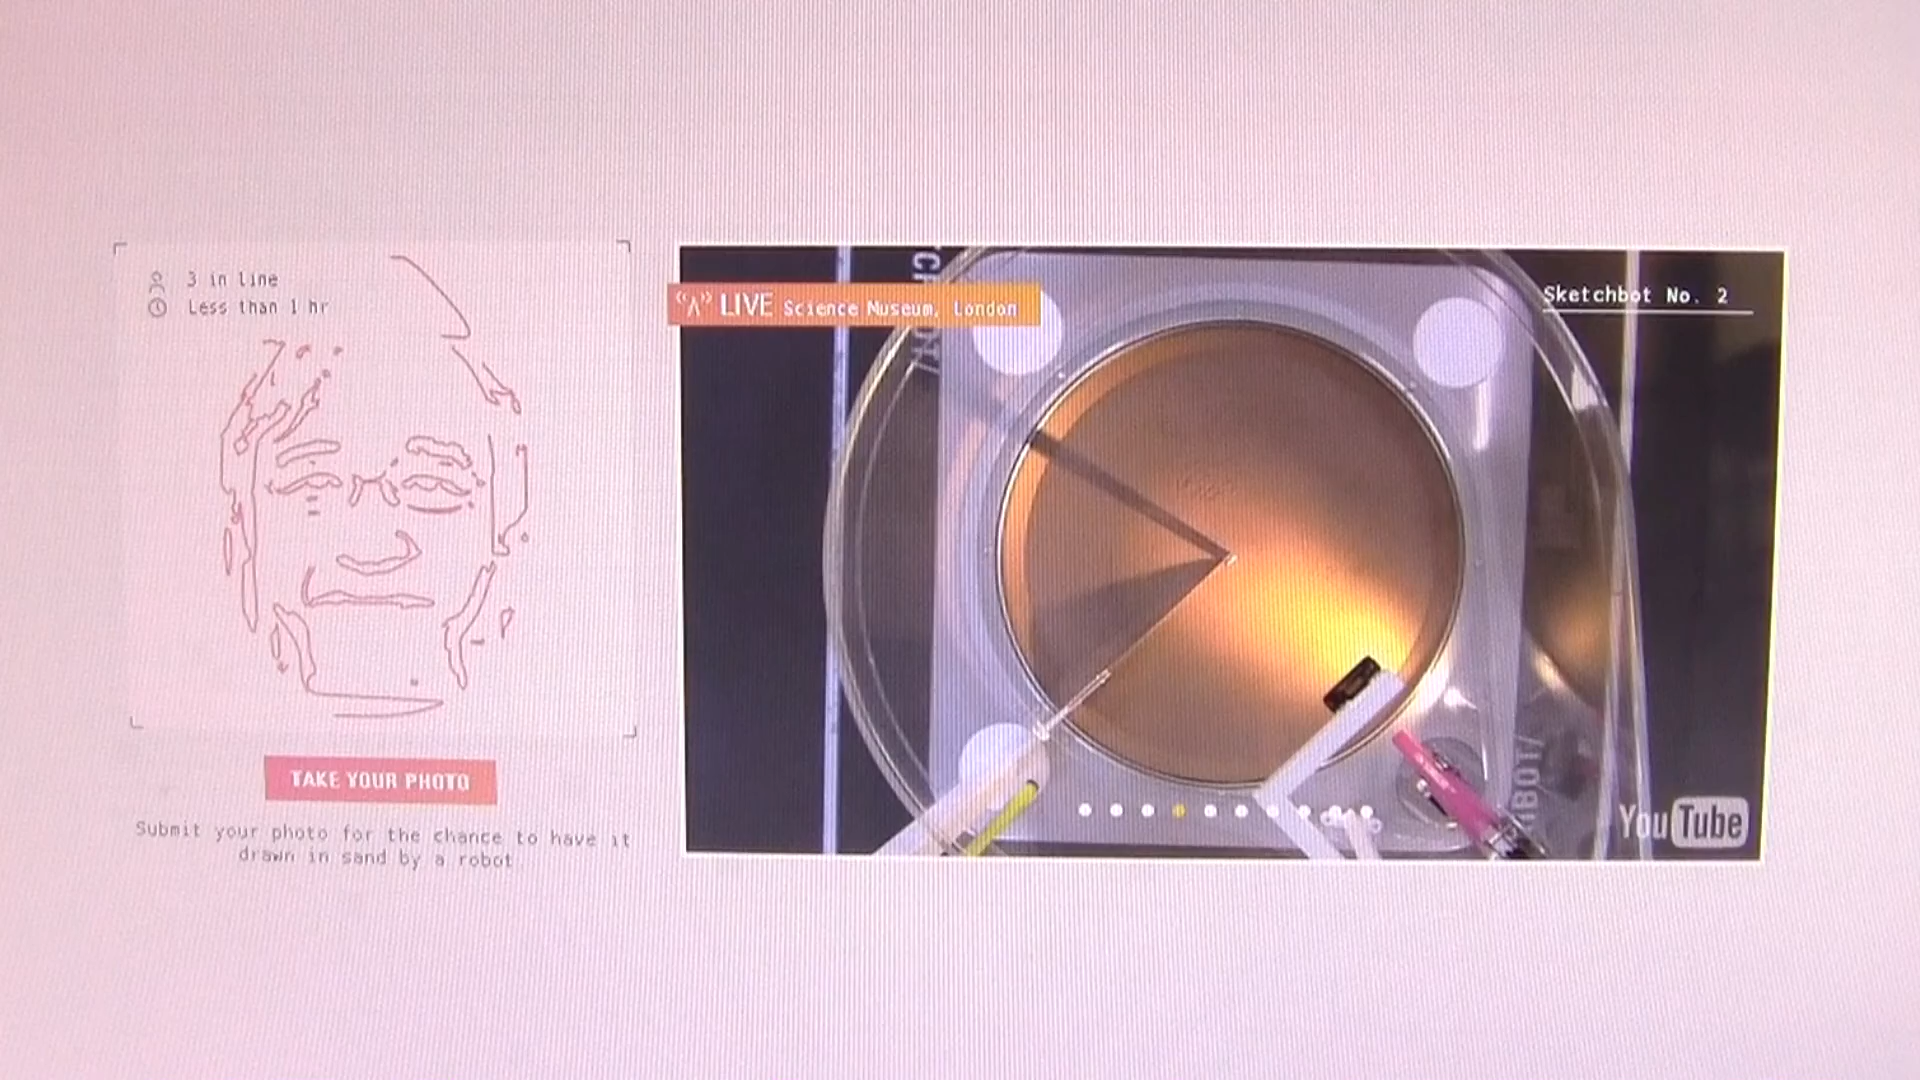 3 in line
Less than 1 hr
TAKE YOUR PHOTO
Submit your photo for the chance to have it
drawn in sand by a robot
LIVE Science Museum, London
Sketchbot No. 2
YouTube